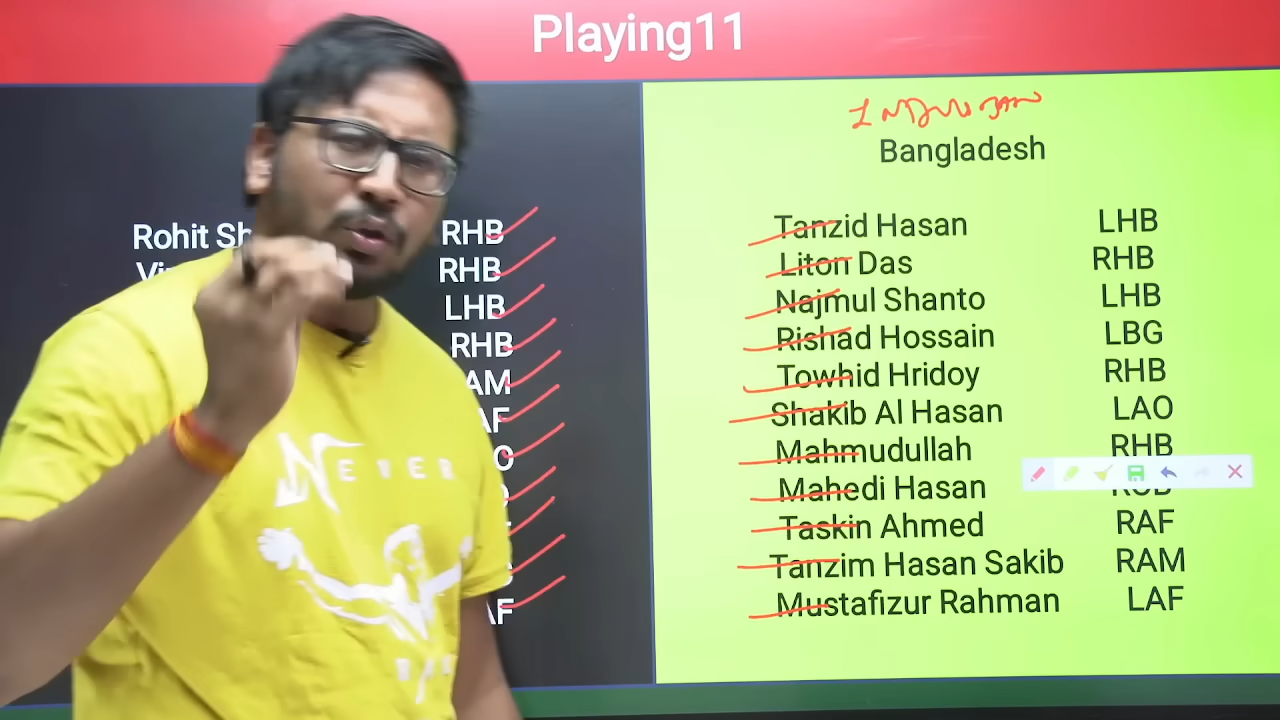 Playing11
Bangladesh
Rohit Sh RHB
RHB
LHB
RHB
AM
Tanzid Hasan LHB
Liton Das RHB
Najmul Shanto LHB
Rishad Hossain LBG
Towhid Hridoy RHB
Shakib Al Hasan LAO
Mahmudullah RHB
Mahedi Hasan
Taskin Ahmed RAF
Tanzim Hasan Sakib RAM
Mustafizur Rahman LAF
NEVER